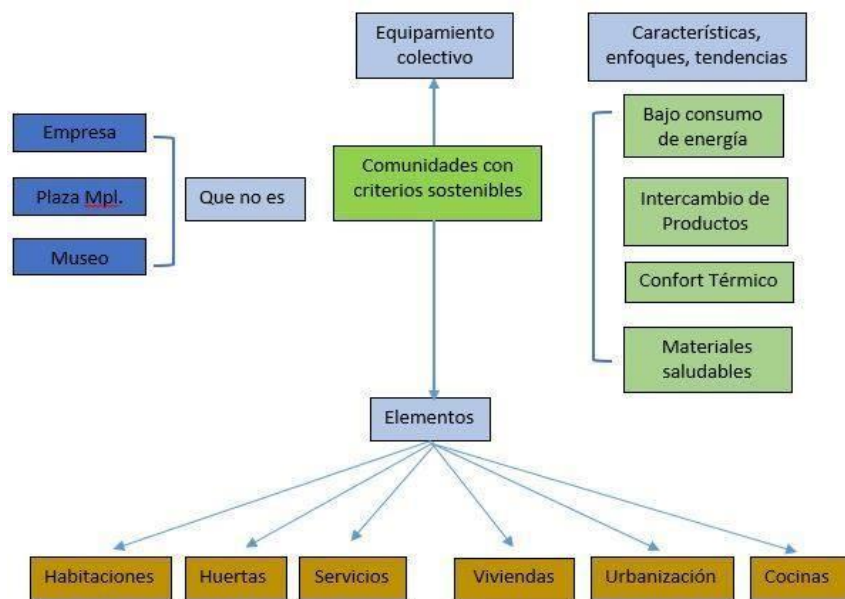 Equipamiento
colectivo
Características,
enfoques, tendencias
Empresa
Plaza Mpl.
Museo
Que no es
Comunidades con
criterios sostenibles
Bajo consumo
de energía
Intercambio de
Productos
Confort Térmico
Materiales
saludables
Elementos
Habitaciones
Huertas
Servicios
Viviendas
Urbanización
Cocinas